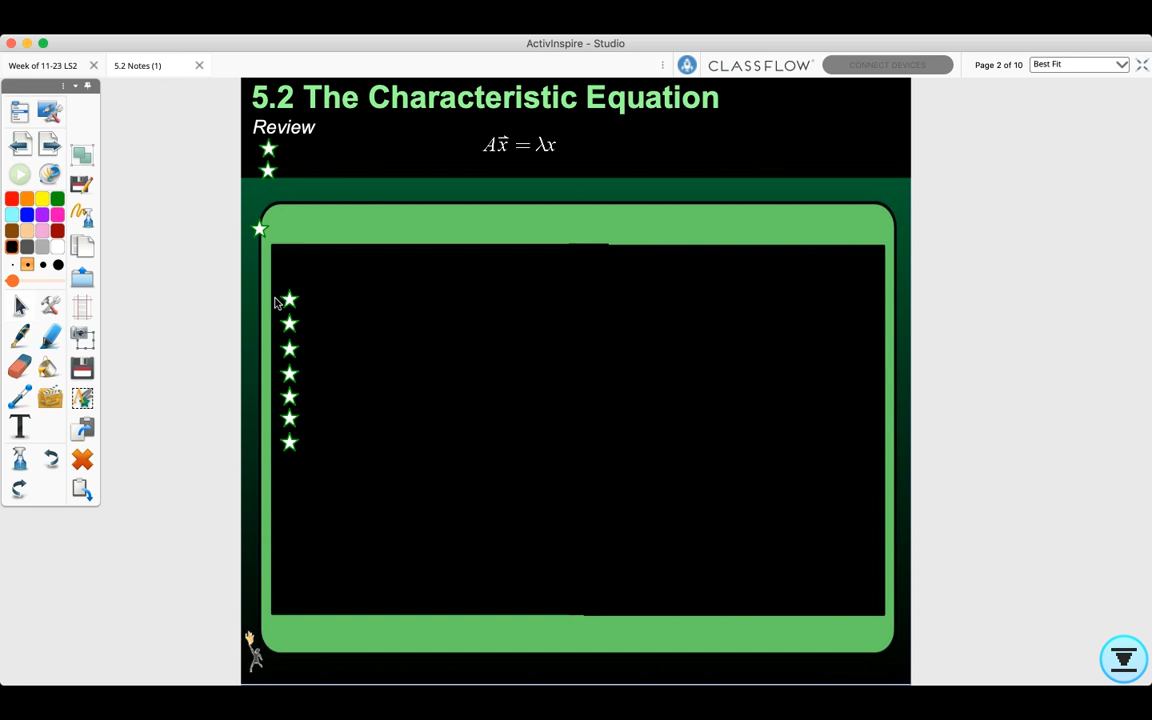 ActivInspire - Studio
Week of 11-23 LS2
5.2 Notes (1)
CLASSFLOW
CONNECT DEVICES
Page 2 of 10
Best Fit
5.2 The Characteristic Equation
Review
$A\vec{x} = \lambda x$
T